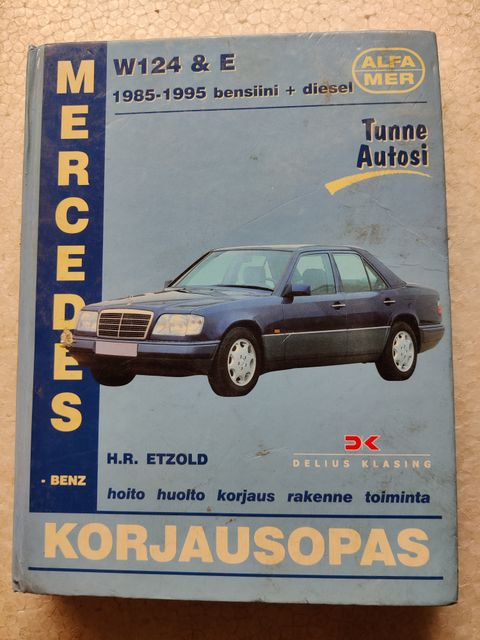 MERCEDES
- BENZ
W124 & E
1985-1995 bensiini + diesel
ALFA
MER
Tunne
Autosi
H.R. ETZOLD
DK
DELIUS KLASING
hoito huolto korjaus rakenne toiminta
KORJAUSOPAS